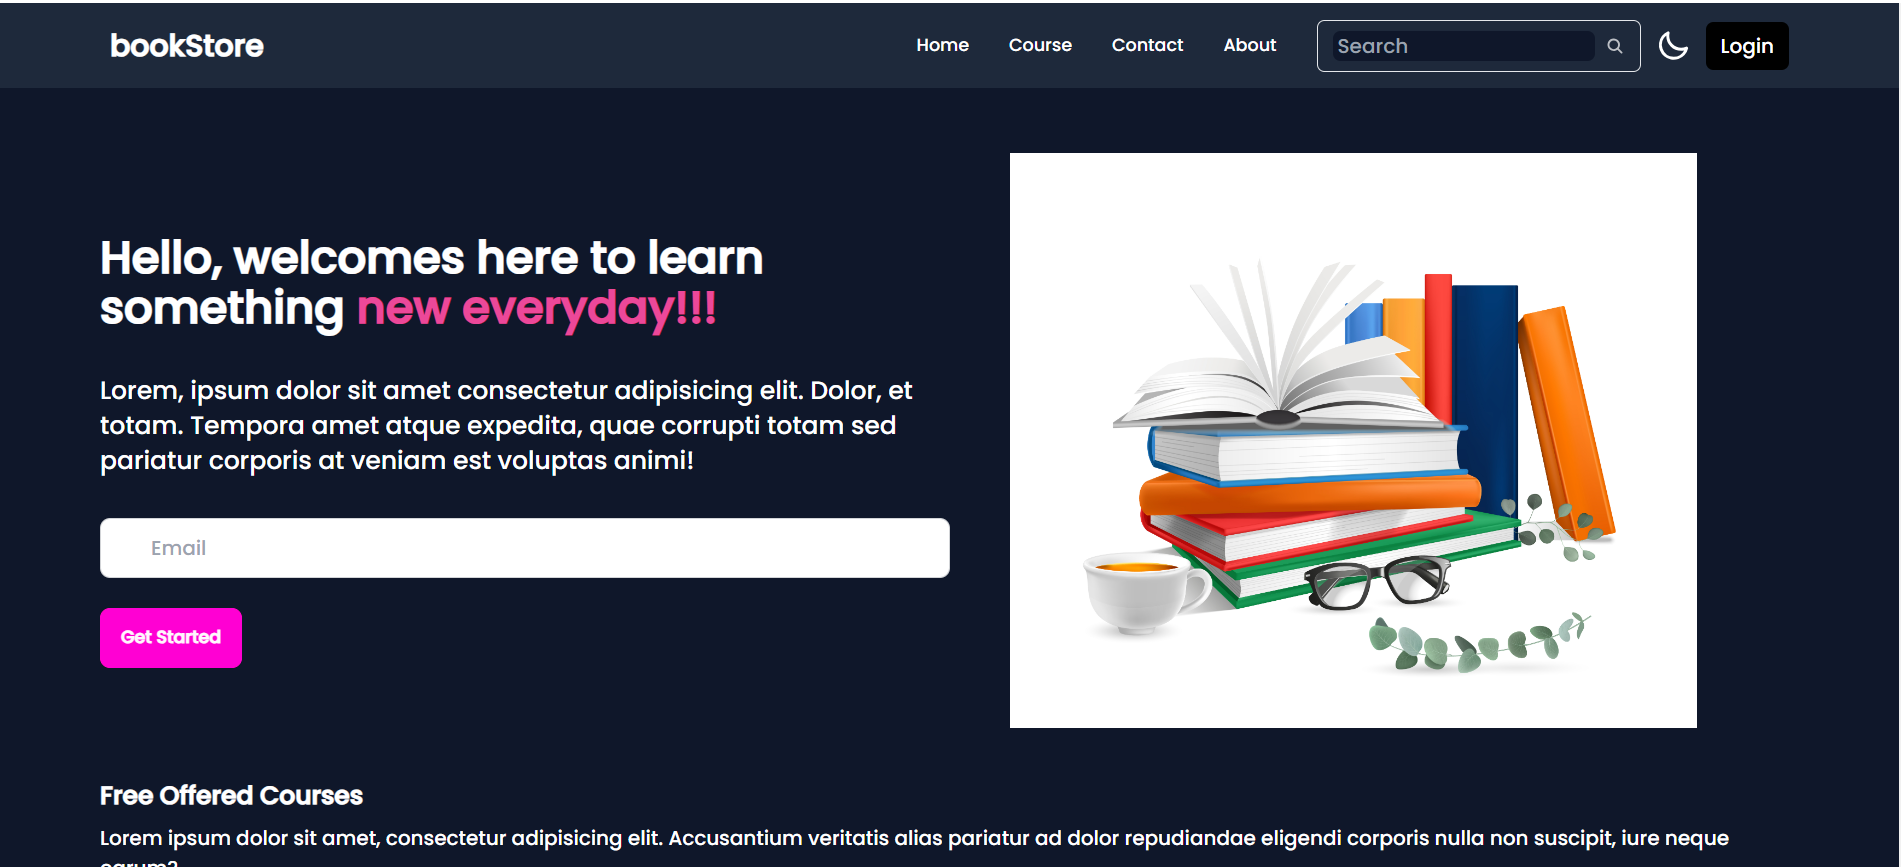 bookStore
Home
Course
Contact
About
Search
Login
Hello, welcomes here to learn
something new everyday!!!
Lorem, ipsum dolor sit amet consectetur adipisicing elit. Dolor, et
totam. Tempora amet atque expedita, quae corrupti totam sed
pariatur corporis at veniam est voluptas animi!
Email
Get Started
Free Offered Courses
Lorem ipsum dolor sit amet, consectetur adipisicing elit. Accusantium veritatis alias pariatur ad dolor repudiandae eligendi corporis nulla non suscipit, iure neque